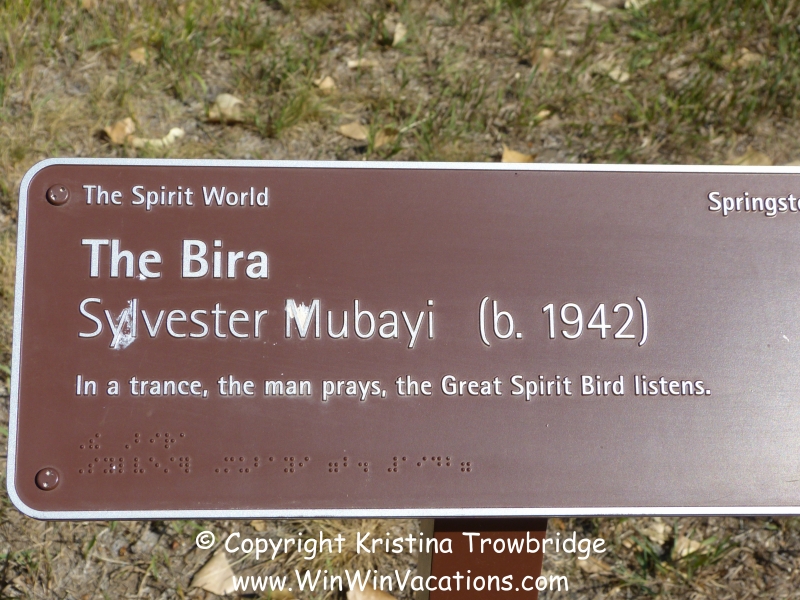 The Spirit World
The Bira
Sylvester Mubayi (b. 1942)
In a trance, the man prays, the Great Spirit Bird listens.
© Copyright Kristina Trowbridge
www.WinWinVacations.com